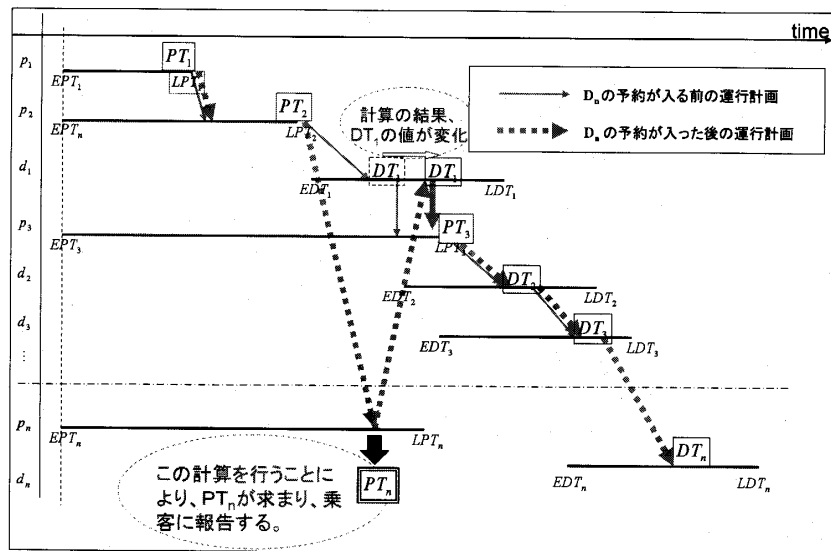 time
p₁
PT₁
EPT₁
LPT
p₂
PT₂
EPTₙ
LPT₂
計算の結果、
DT₁の値が変化
Dₙの予約が入る前の運行計画
Dₙの予約が入った後の運行計画
d₁
DT₁
DT₁
EDT₁
LDT₁
p₃
PT₃
EPT₃
LPT₃
d₂
DT₂
EDT₂
LDT₂
d₃
DT₃
EDT₃
LDT₃
⋮
pₙ
EPTₙ
LPTₙ
DTₙ
dₙ
EDTₙ
LDTₙ
この計算を行うことに
より、PTₙが求まり、乗
客に報告する。
PTₙ